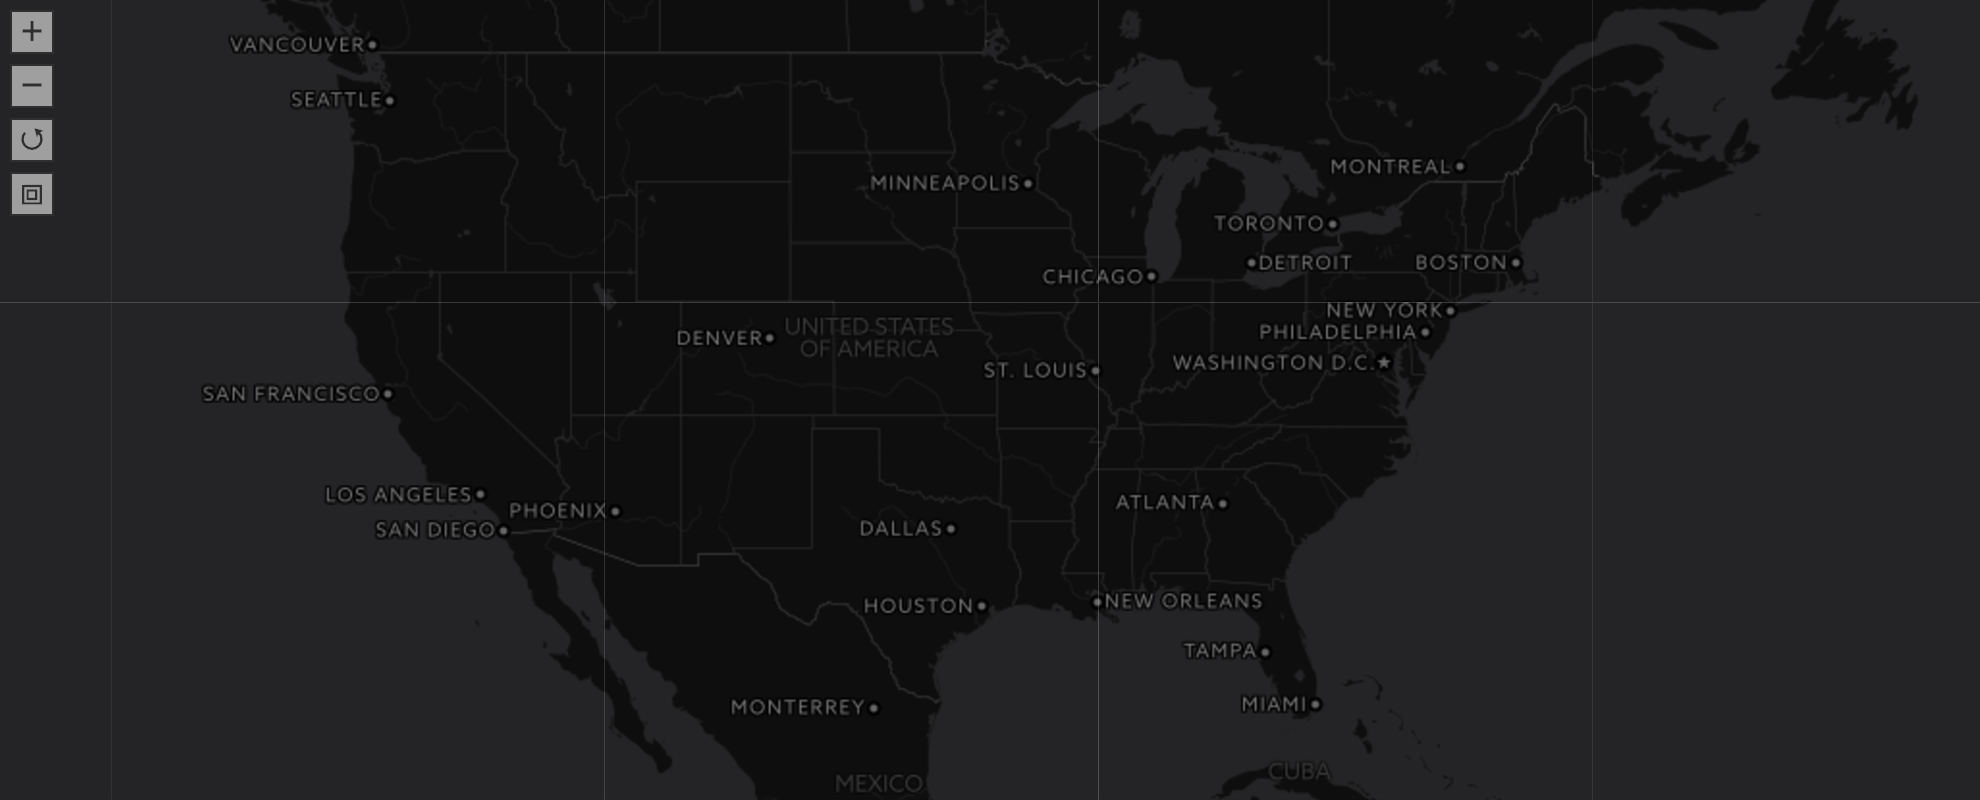 VANCOUVER
SEATTLE
MONTREAL
MINNEAPOLIS
TORONTO
DETROIT
BOSTON
CHICAGO
NEW YORK
UNITED STATES
OF AMERICA
PHILADELPHIA
DENVER
WASHINGTON D.C.
ST. LOUIS
SAN FRANCISCO
LOS ANGELES
ATLANTA
PHOENIX
DALLAS
SAN DIEGO
NEW ORLEANS
HOUSTON
TAMPA
MIAMI
MONTERREY
CUBA
MEXICO